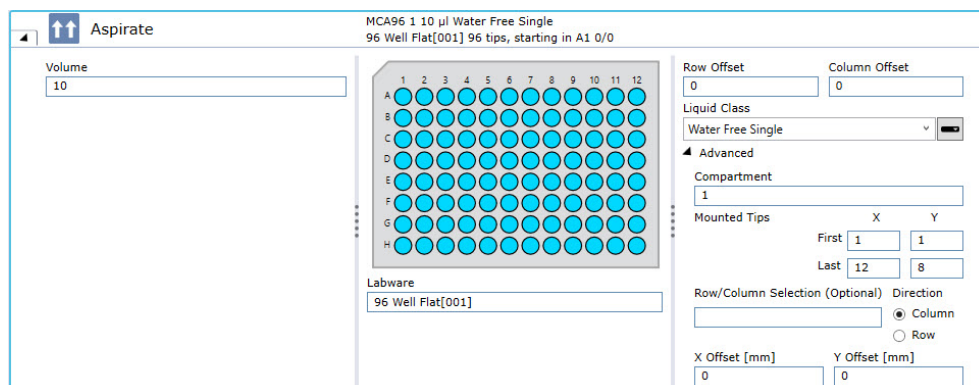 Aspirate
MCA96 1 10 µl Water Free Single
96 Well Flat[001] 96 tips, starting in A1 0/0
Volume
10
1 2 3 4 5 6 7 8 9 10 11 12
A
B
C
D
E
F
G
H
Labware
96 Well Flat[001]
Row Offset Column Offset
0 0
Liquid Class
Water Free Single
Advanced
Compartment
1
Mounted Tips X Y
First 1 1
Last 12 8
Row/Column Selection (Optional) Direction
Column
Row
X Offset [mm] Y Offset [mm]
0 0